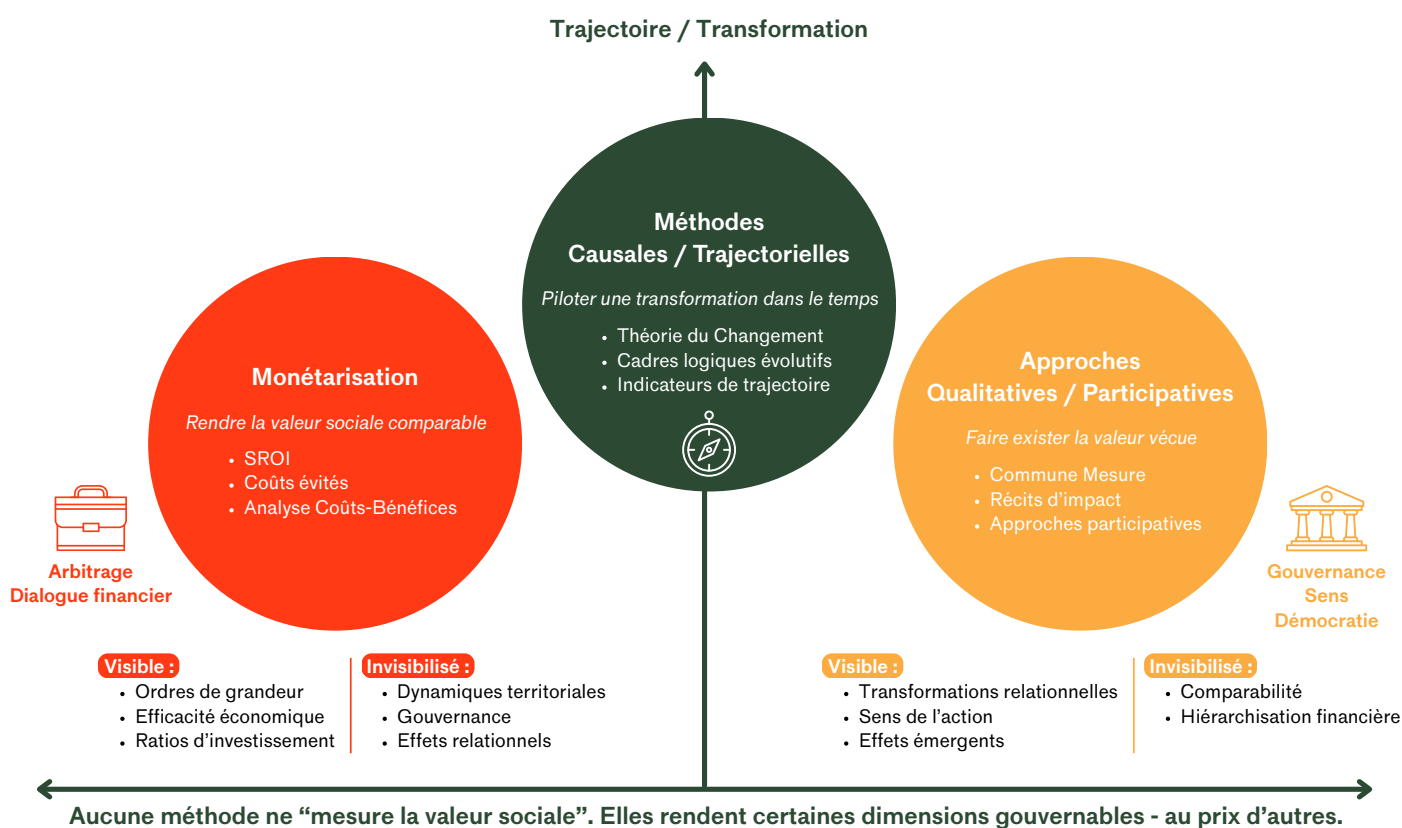 Trajectoire / Transformation
Méthodes
Causales / Trajectorielles
Piloter une transformation dans le temps
• Théorie du Changement
• Cadres logiques évolutifs
• Indicateurs de trajectoire
Monétarisation
Rendre la valeur sociale comparable
• SROI
• Coûts évités
• Analyse Coûts-Bénéfices
Approches
Qualitatives / Participatives
Faire exister la valeur vécue
• Commune Mesure
• Récits d’impact
• Approches participatives
Arbitrage
Dialogue financier
Gouvernance
Sens
Démocratie
Visible :
• Ordres de grandeur
• Efficacité économique
• Ratios d’investissement
Invisibilisé :
• Dynamiques territoriales
• Gouvernance
• Effets relationnels
Visible :
• Transformations relationnelles
• Sens de l’action
• Effets émergents
Invisibilisé :
• Comparabilité
• Hiérarchisation financière
Aucune méthode ne “mesure la valeur sociale”. Elles rendent certaines dimensions gouvernables - au prix d’autres.